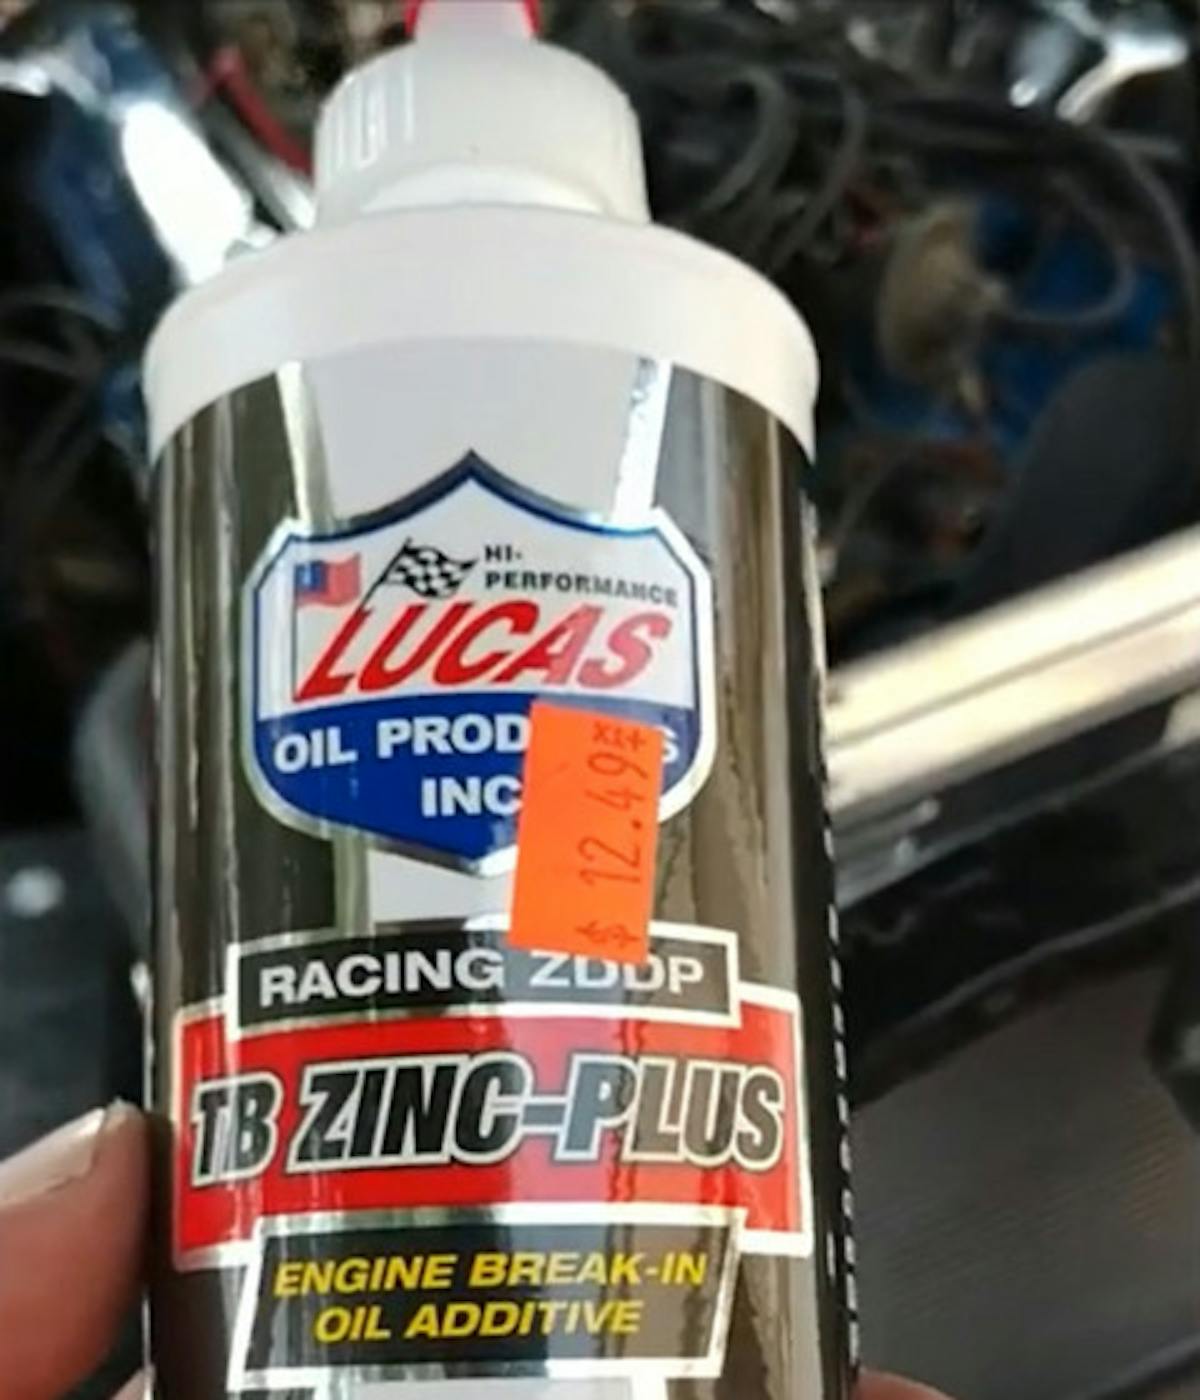 HI-
PERFORMANCE
LUCAS
OIL PROD S
INC
$ 12.49
RACING ZDDP
TB ZINC-PLUS
ENGINE BREAK-IN
OIL ADDITIVE